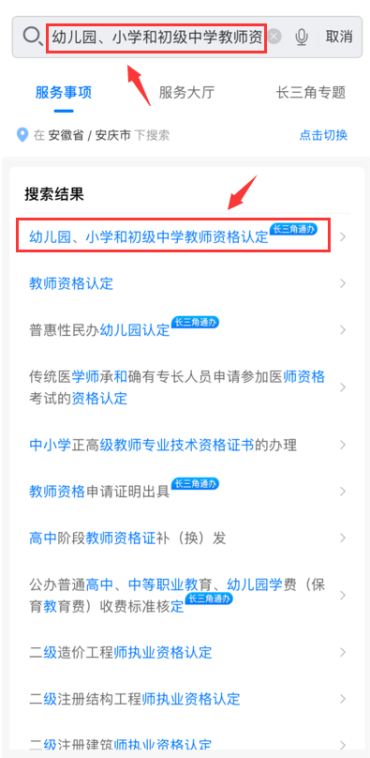 幼儿园、小学和初级中学教师资 取消
服务事项 服务大厅 长三角专题
在 安徽省 / 安庆市 下搜索 点击切换
搜索结果
幼儿园、小学和初级中学教师资格认定 长三角通办
教师资格认定
普惠性民办幼儿园认定 长三角通办
传统医学师承和确有专长人员申请参加医师资格
考试的资格认定
中小学正高级教师专业技术资格证书的办理
教师资格申请证明出具 长三角通办
高中阶段教师资格证补（换）发
公办普通高中、中等职业教育、幼儿园学费（保
育教育费）收费标准核定 长三角通办
二级造价工程师执业资格认定
二级注册结构工程师执业资格认定
二级注册建筑师执业资格认定